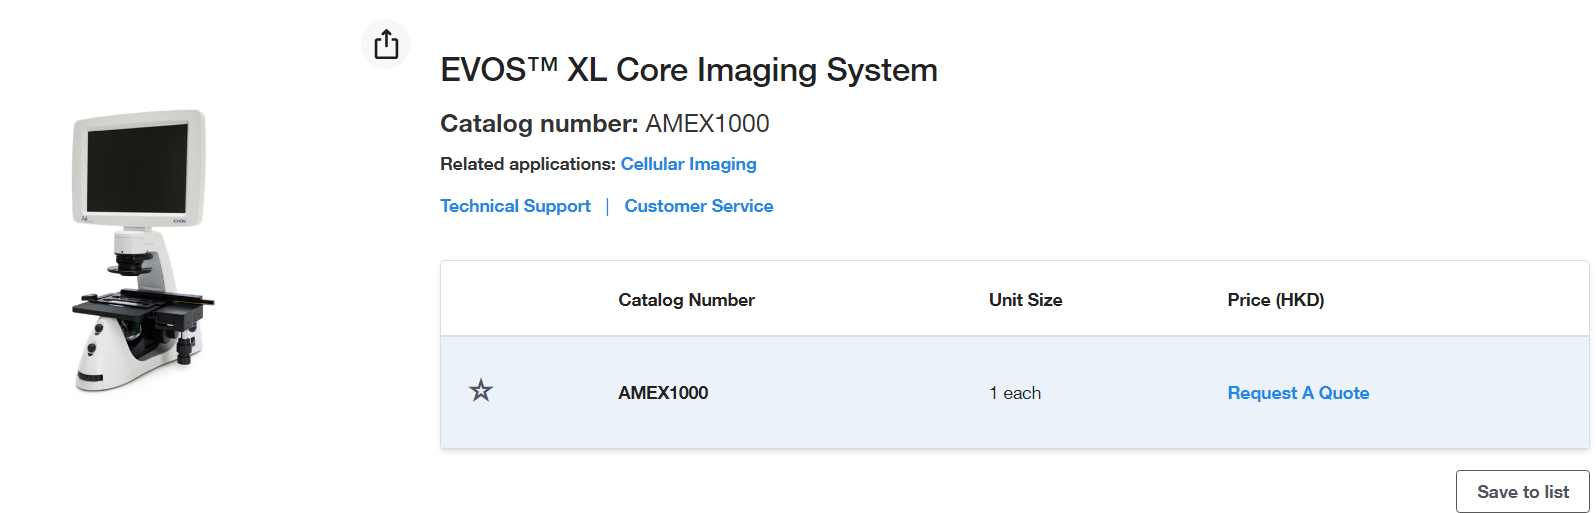 EVOS™ XL Core Imaging System
Catalog number: AMEX1000
Related applications: Cellular Imaging
Technical Support | Customer Service
Catalog Number Unit Size Price (HKD)
AMEX1000 1 each Request A Quote
Save to list
evos